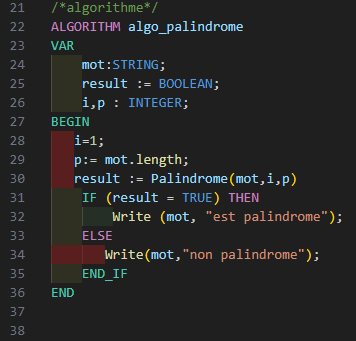 21 /*algorithme*/
22 ALGORITHM algo_palindrome
23 VAR
24 mot:STRING;
25 result := BOOLEAN;
26 i,p : INTEGER;
27 BEGIN
28 i=1;
29 p:= mot.length;
30 result := Palindrome(mot,i,p)
31 IF (result = TRUE) THEN
32 Write (mot, "est palindrome");
33 ELSE
34 Write(mot,"non palindrome");
35 END_IF
36 END
37
38